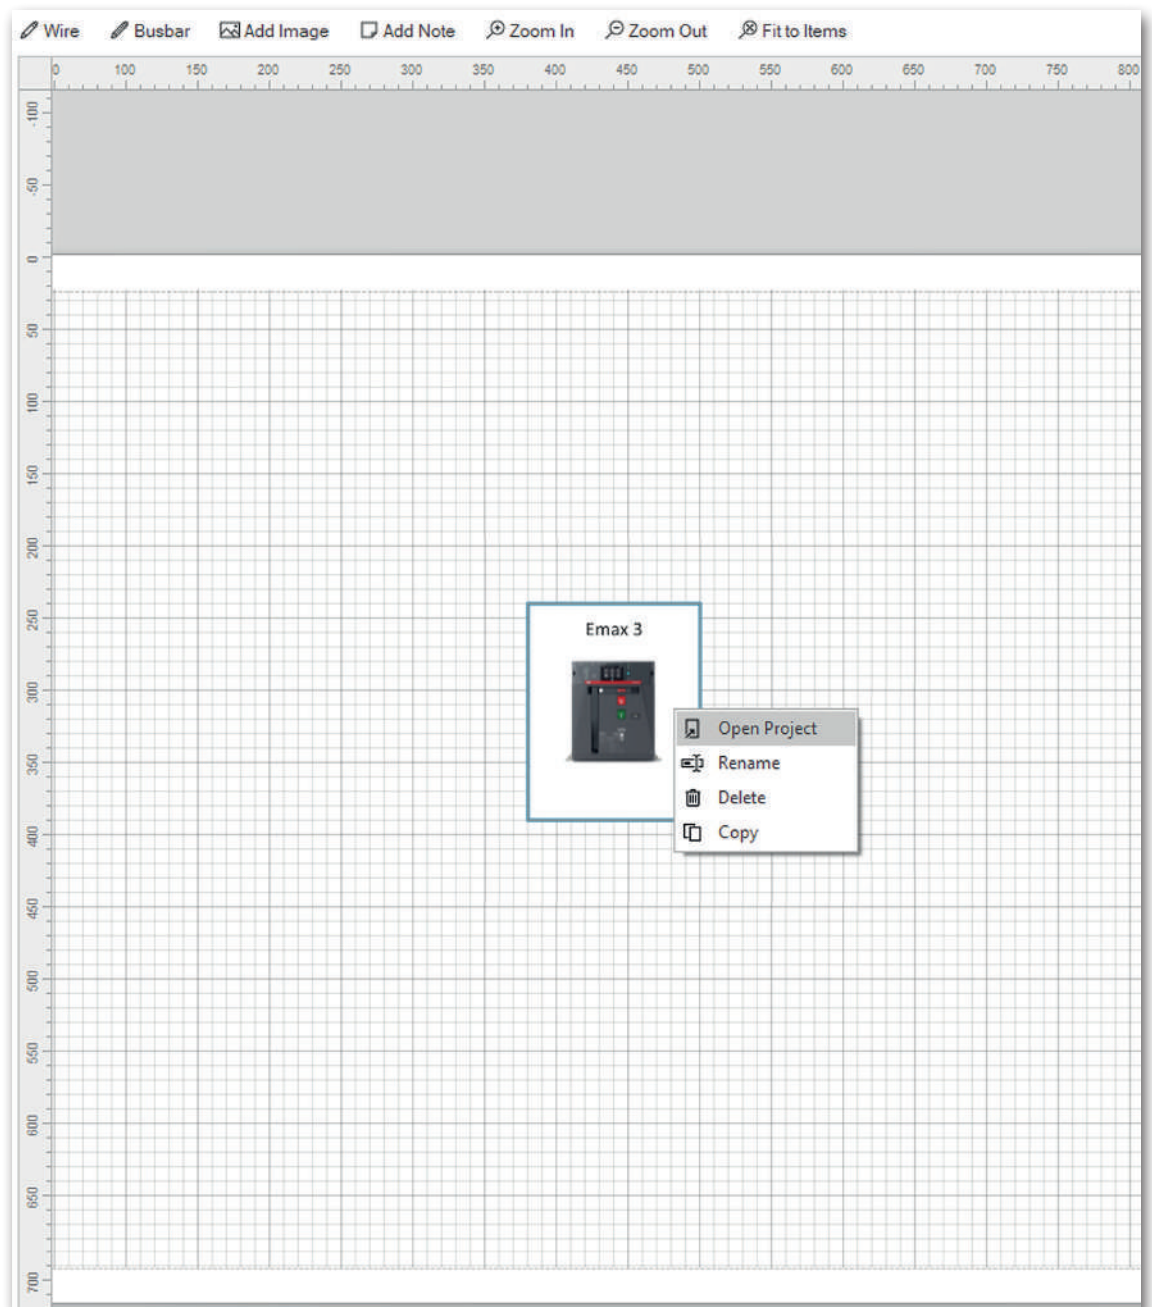 Wire Busbar Add Image Add Note Zoom In Zoom Out Fit to Items
0 100 150 200 250 300 350 400 450 500 550 600 650 700 750 800
-100
-50
0
50
100
150
200
250
Emax 3
300
Open Project
350
Rename
Delete
400
Copy
450
500
550
600
650
700